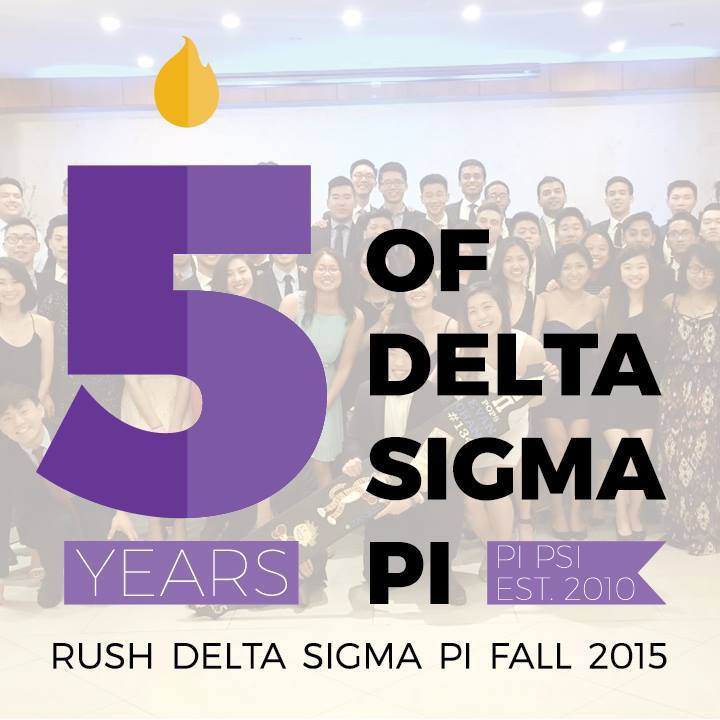 5
YEARS
OF
DELTA
SIGMA
PI
PI PSI
EST. 2010
RUSH DELTA SIGMA PI FALL 2015